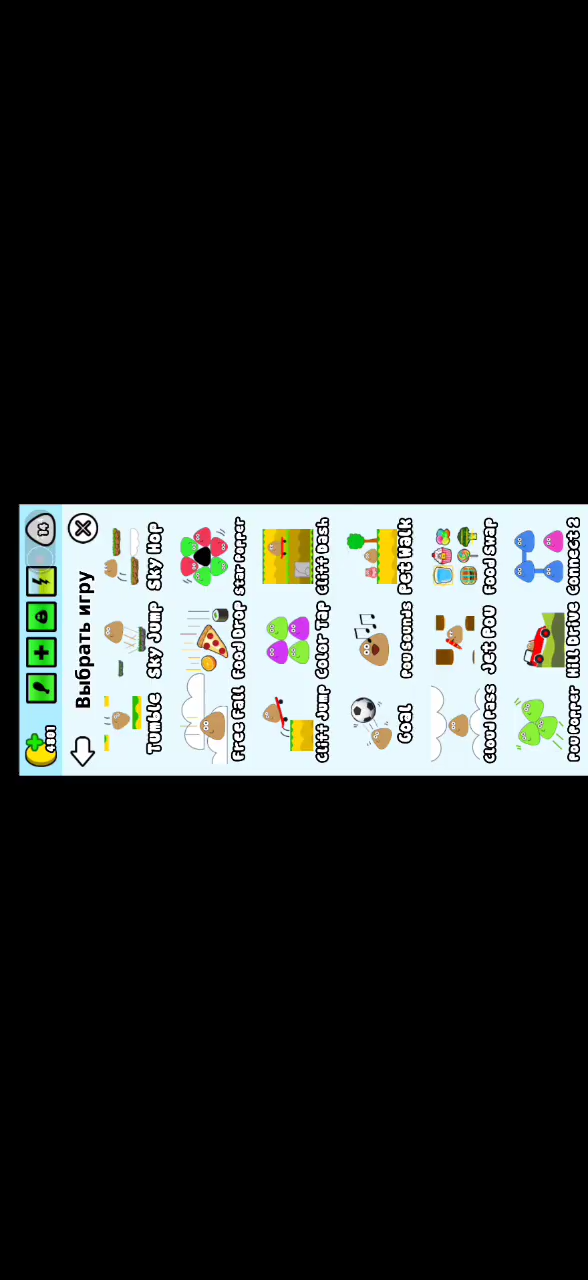 4801
Выбрать игру
Tumble Sky Jump Sky Hop
Free Fall Food Drop Star Popper
Cliff Jump Color Tap Cliff Dash
Goal Pou Sounds Pet Walk
Cloud Pass Jet Pou Food Swap
Pou Popper Hill Drive Connect 2